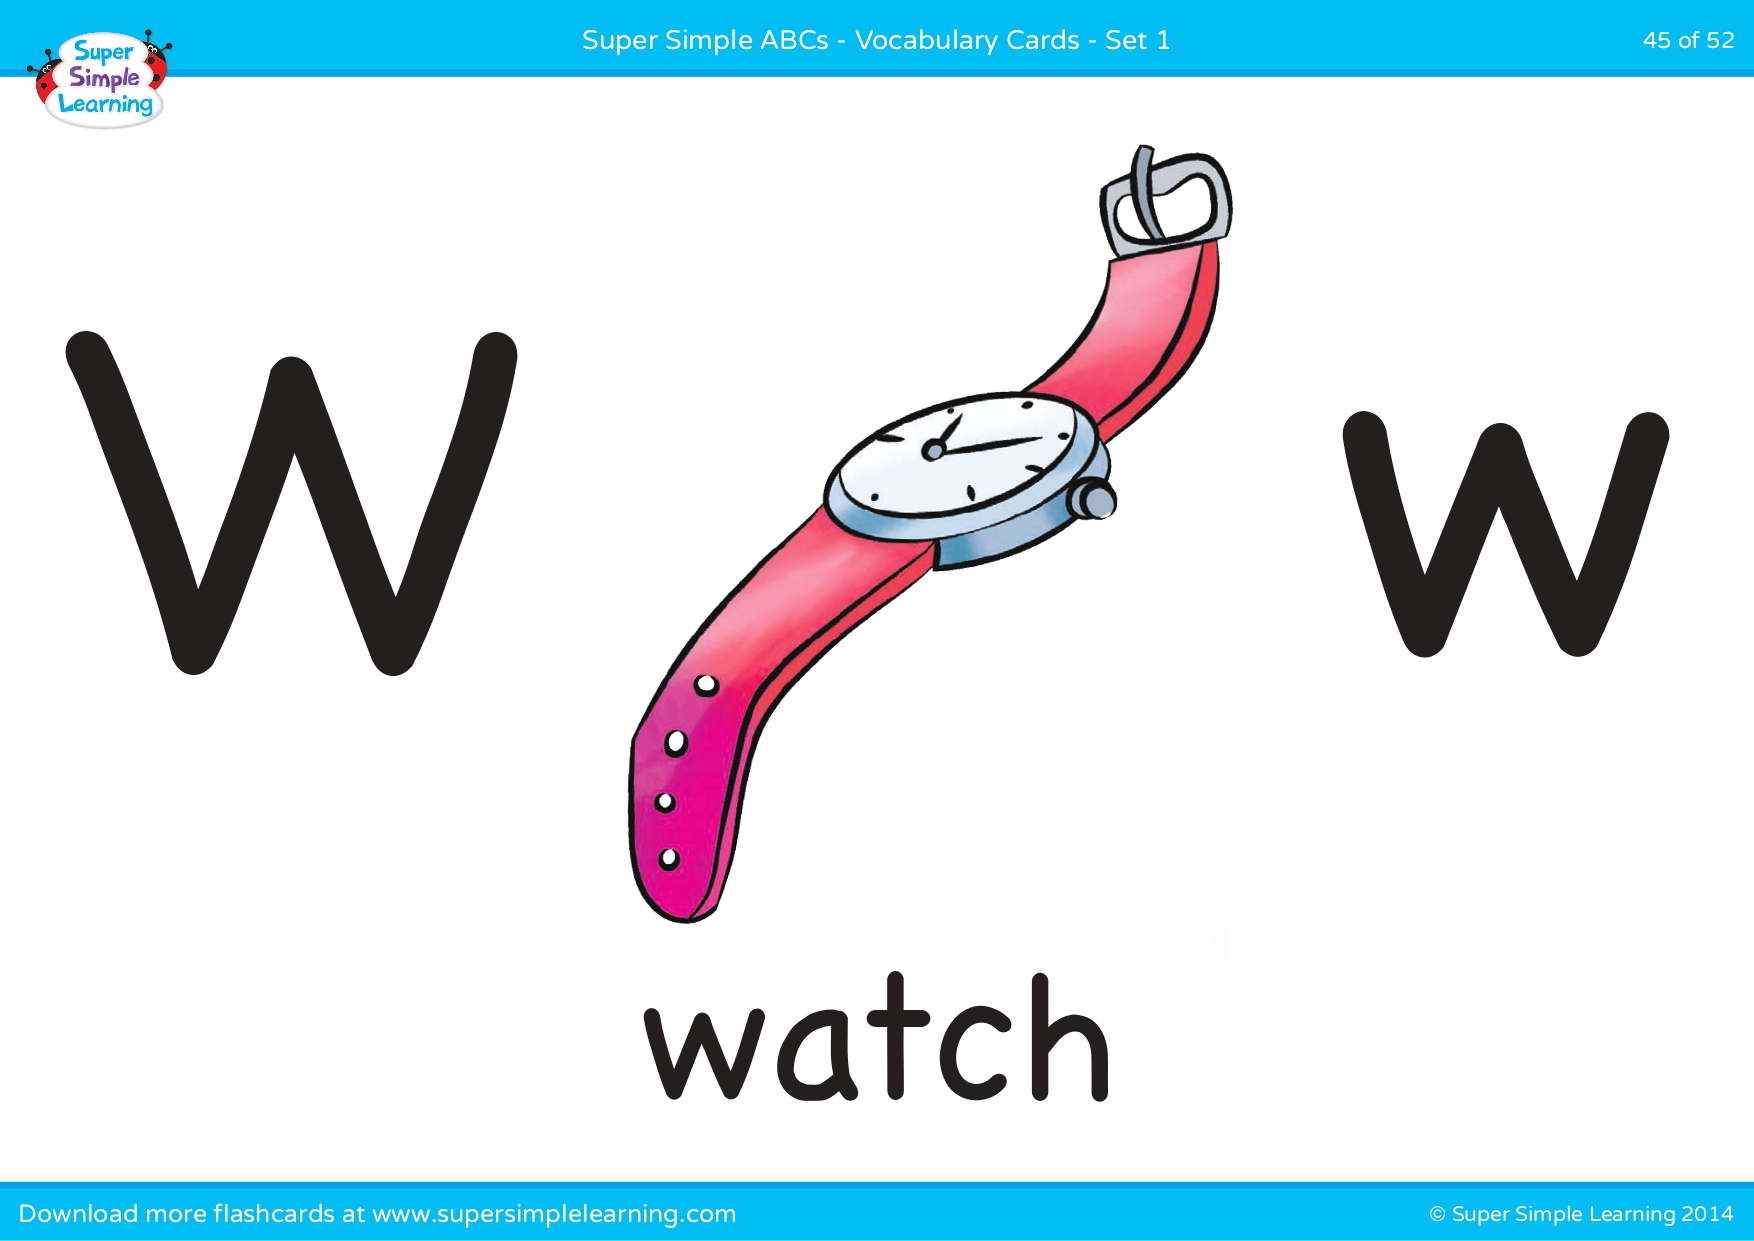 Super Simple ABCs - Vocabulary Cards - Set 1
45 of 52
Super
Simple
Learning
W
w
watch
Download more flashcards at www.supersimplelearning.com
© Super Simple Learning 2014